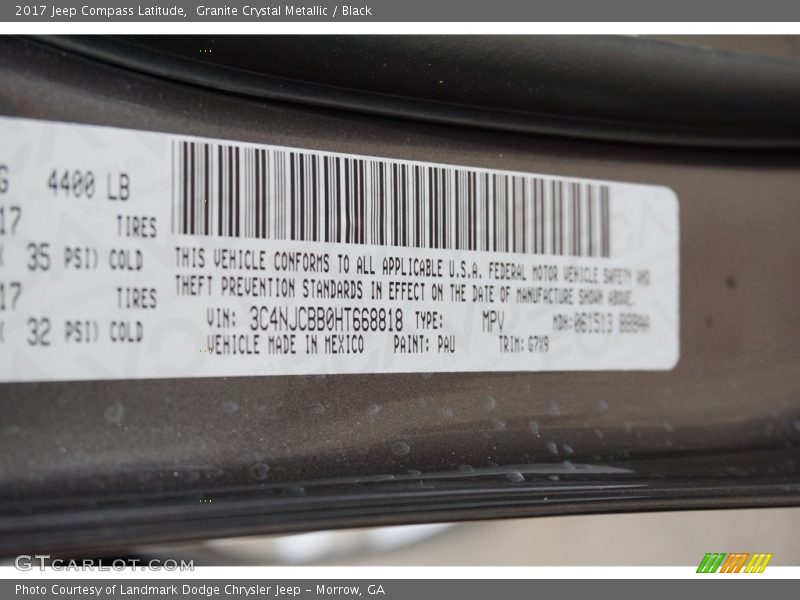 2017 Jeep Compass Latitude,  Granite Crystal Metallic / Black
G 4400 LB
17 TIRES
( 35 PSI) COLD
17 TIRES
( 32 PSI) COLD
THIS VEHICLE CONFORMS TO ALL APPLICABLE U.S.A. FEDERAL MOTOR VEHICLE SAFETY AND
THEFT PREVENTION STANDARDS IN EFFECT ON THE DATE OF MANUFACTURE SHOWN ABOVE.
VIN: 3C4NJCBB0HT668818 TYPE: MPV MDH:061513
VEHICLE MADE IN MEXICO PAINT: PAU TRIM: G7X9
GTCARLOT.COM
Photo Courtesy of Landmark Dodge Chrysler Jeep - Morrow, GA